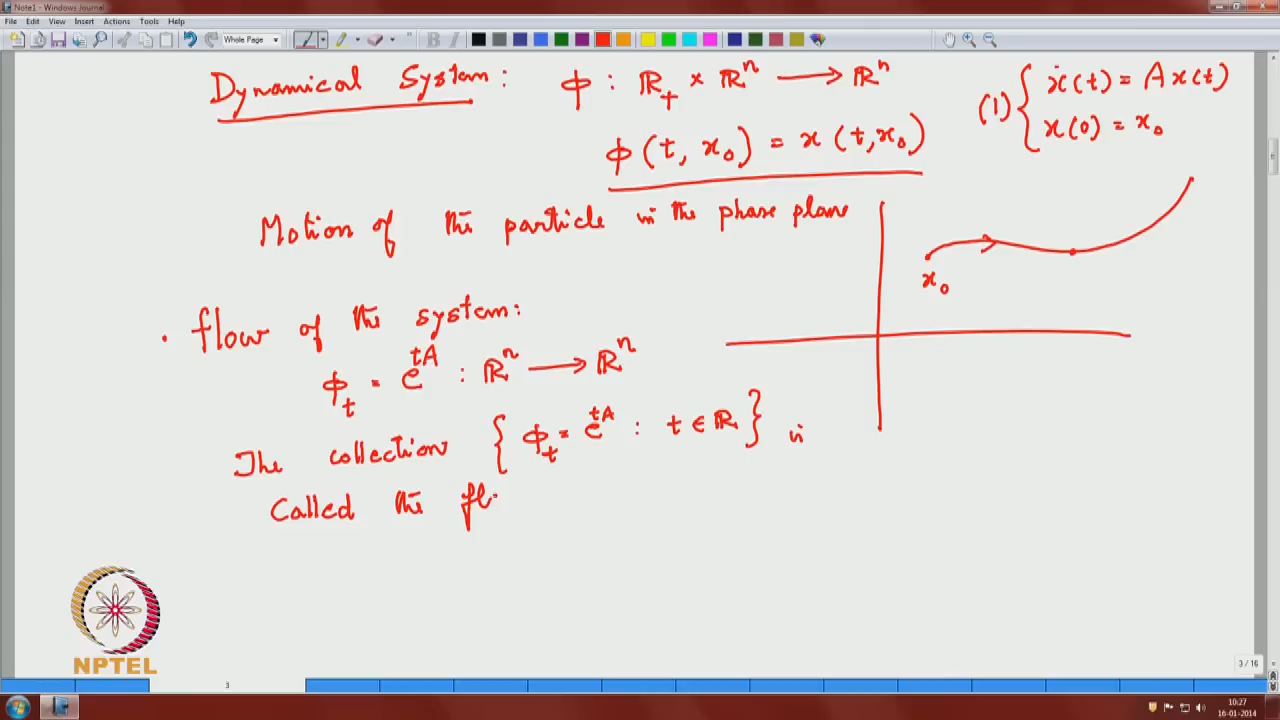 Note1 - Windows Journal
File Edit View Insert Actions Tools Help
Whole Page
Dynamical System : ϕ : ℝ₊ × ℝⁿ ⟶ ℝⁿ
(1) { ẋ(t) = A x(t)
x(0) = x₀
ϕ(t, x₀) = x(t, x₀)
Motion of the particle in the phase plane
x₀
· flow of the system:
ϕₜ = e^{tA} : ℝⁿ ⟶ ℝⁿ
The collection { ϕₜ = e^{tA} : t ∈ ℝ } is
Called the fl
NPTEL
3 / 16
3
10:27
16-01-2014